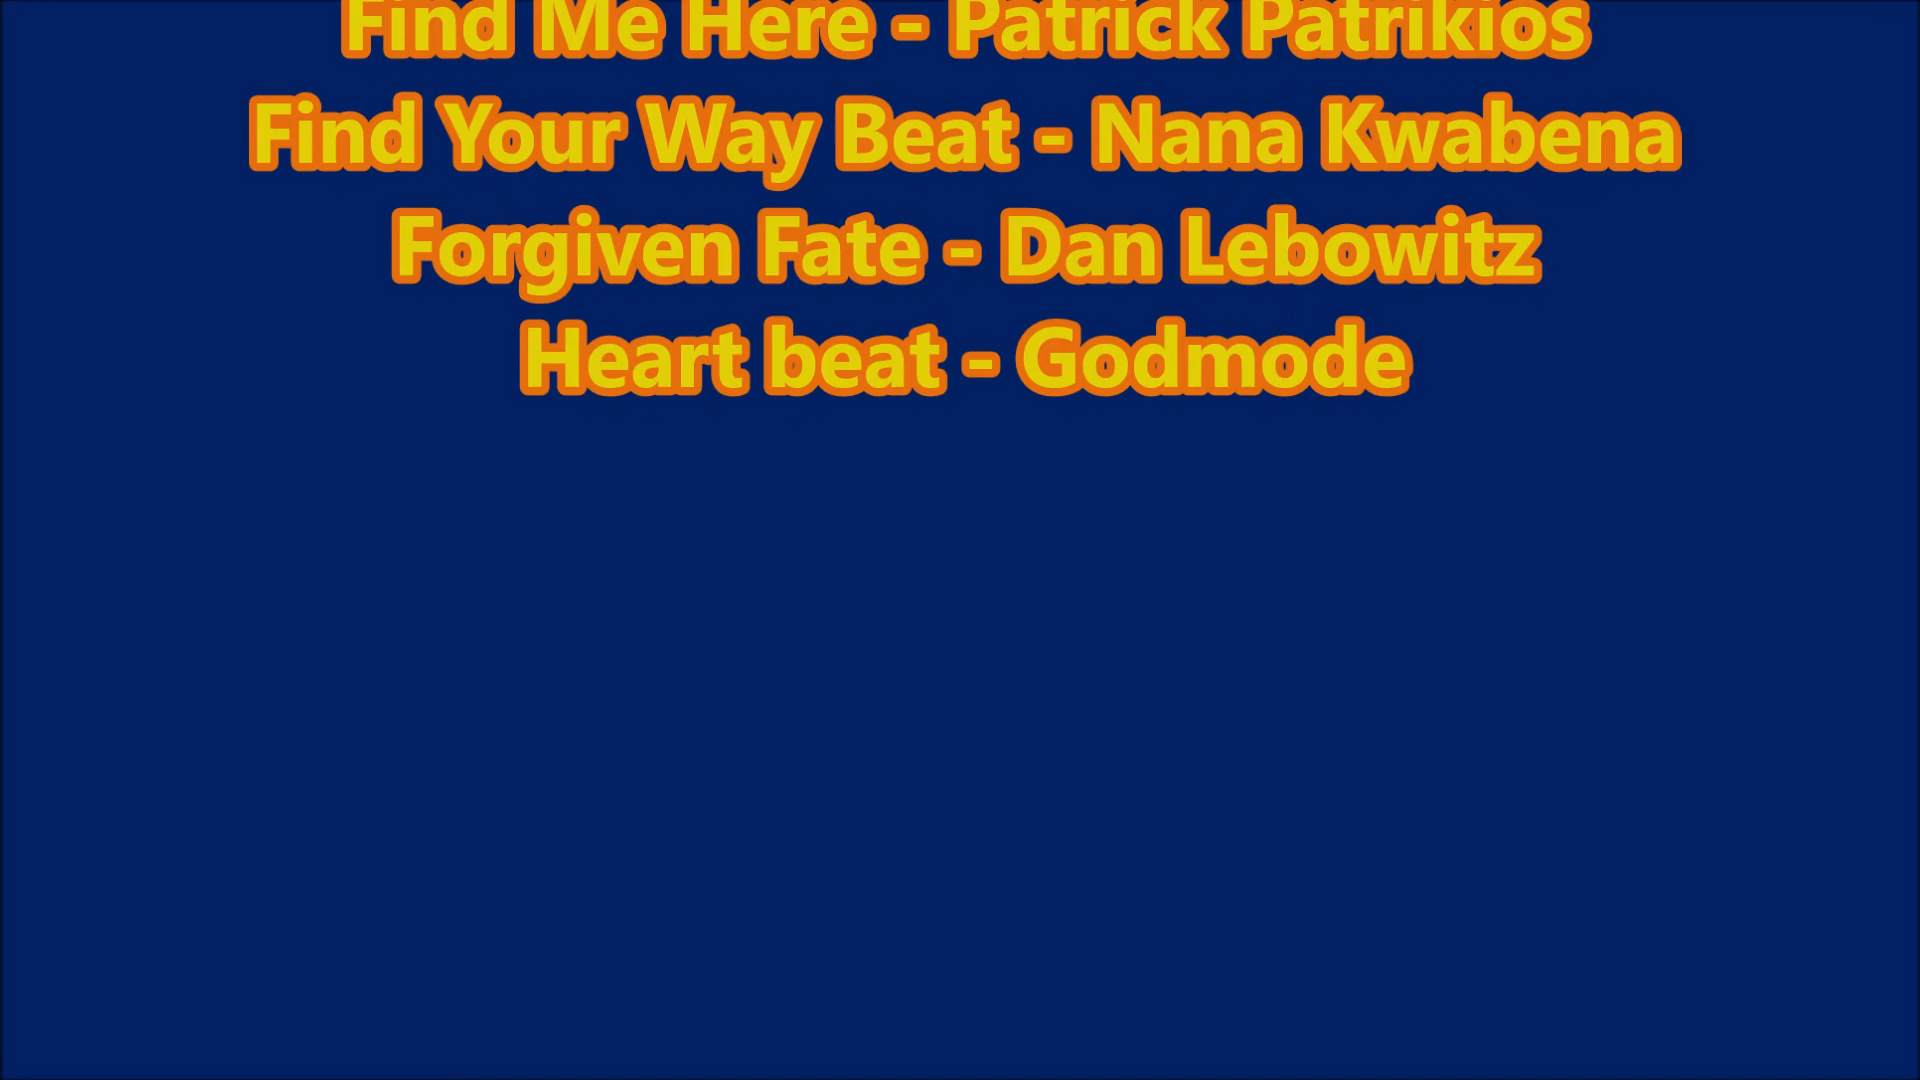 Find Me Here - Patrick Patrikios
Find Your Way Beat - Nana Kwabena
Forgiven Fate - Dan Lebowitz
Heart beat - Godmode